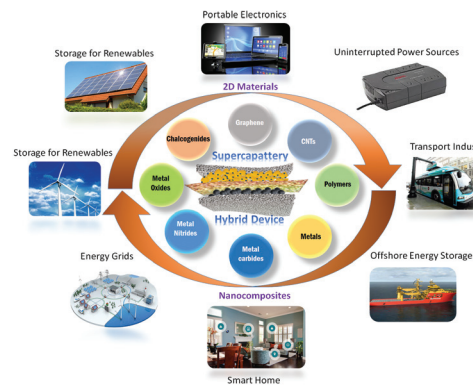 Portable Electronics
Storage for Renewables
Uninterrupted Power Sources
2D Materials
Graphene
Chalcogenides
CNTs
Supercapattery
Storage for Renewables
Transport Indus
Metal
Oxides
Polymers
Hybrid Device
Metal
Nitrides
Metals
Metal
carbides
Energy Grids
Offshore Energy Storage
Nanocomposites
Smart Home